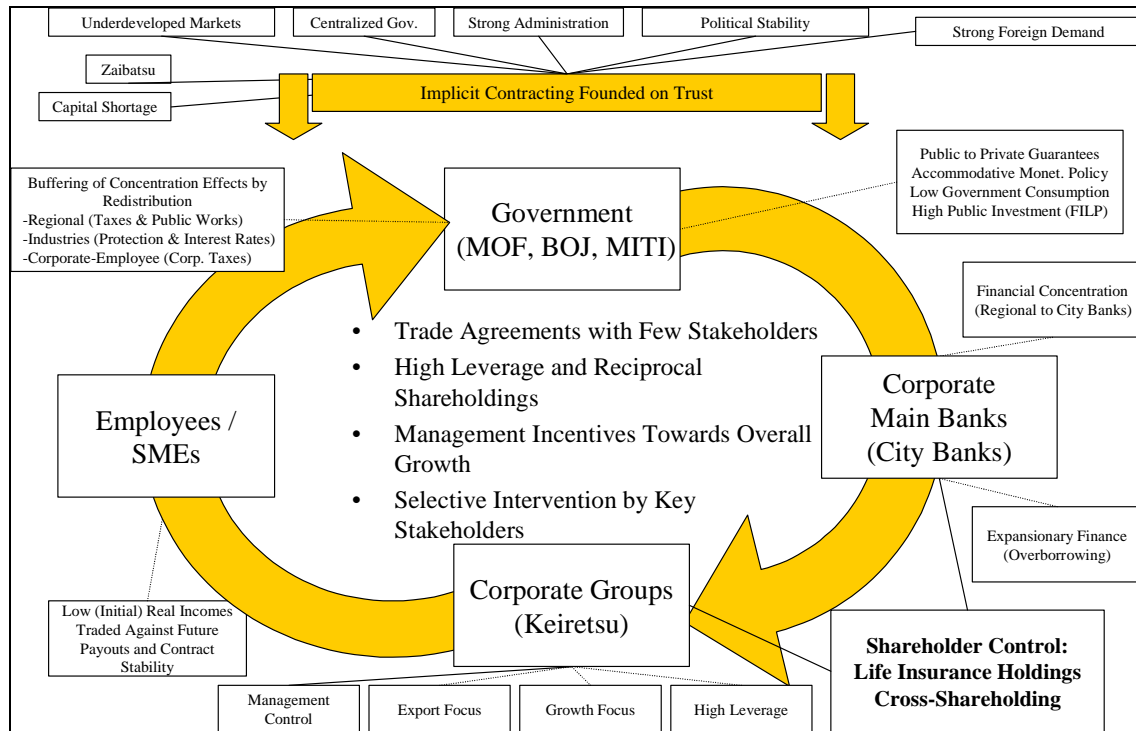 Underdeveloped Markets
Centralized Gov.
Strong Administration
Political Stability
Strong Foreign Demand
Zaibatsu
Capital Shortage
Implicit Contracting Founded on Trust
Buffering of Concentration Effects by
Redistribution
-Regional (Taxes & Public Works)
-Industries (Protection & Interest Rates)
-Corporate-Employee (Corp. Taxes)
Government
(MOF, BOJ, MITI)
Public to Private Guarantees
Accommodative Monet. Policy
Low Government Consumption
High Public Investment (FILP)
Financial Concentration
(Regional to City Banks)
• Trade Agreements with Few Stakeholders
• High Leverage and Reciprocal
Shareholdings
• Management Incentives Towards Overall
Growth
• Selective Intervention by Key
Stakeholders
Employees /
SMEs
Corporate
Main Banks
(City Banks)
Expansionary Finance
(Overborrowing)
Corporate Groups
(Keiretsu)
Low (Initial) Real Incomes
Traded Against Future
Payouts and Contract
Stability
Shareholder Control:
Life Insurance Holdings
Cross-Shareholding
Management
Control
Export Focus
Growth Focus
High Leverage